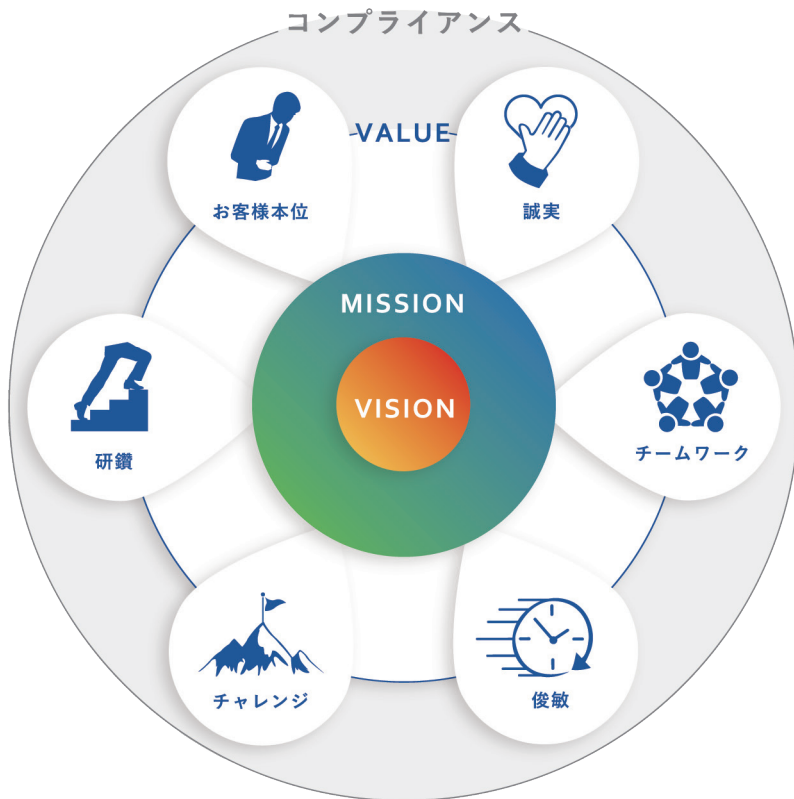 コンプライアンス
VALUE
お客様本位
誠実
MISSION
VISION
研鑽
チームワーク
チャレンジ
俊敏